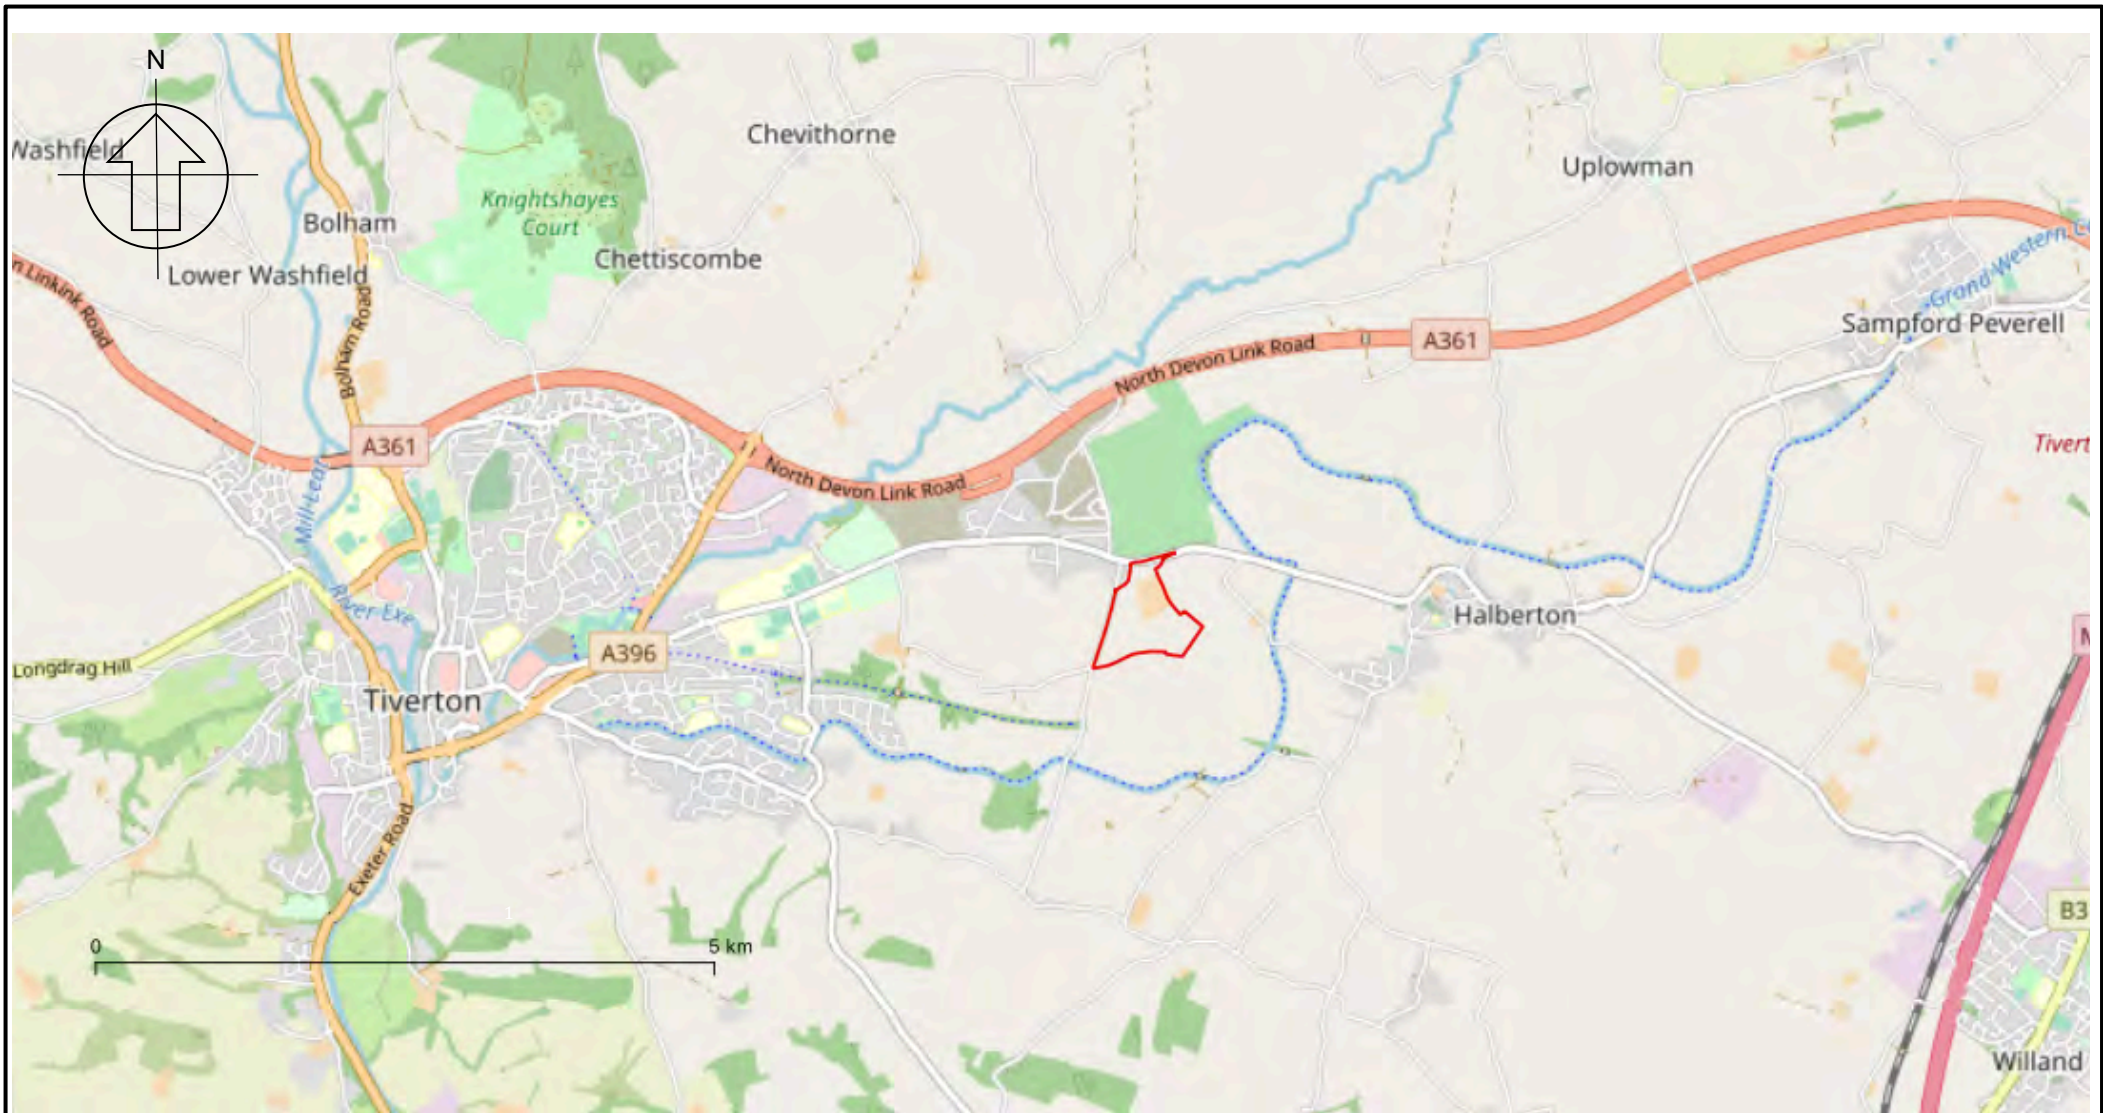 N
Washfield
Chevithorne
Uplowman
Knightshayes
Court
Bolham
Chettiscombe
Lower Washfield
Grand Western C
Sampford Peverell
n Linkink Road
Bolham Road
A361
North Devon Link Road
A361
Tivert
North Devon Link Road
Mill Leat
River Exe
Halberton
M
A396
Longdrag Hill
Tiverton
Exeter Road
B3
0
5 km
Willand